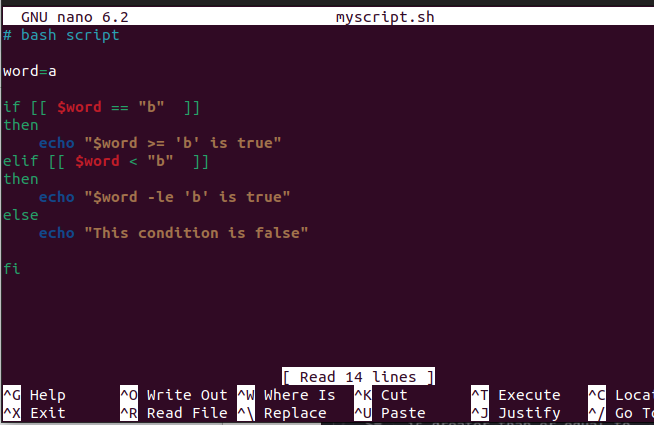 GNU nano 6.2 myscript.sh
# bash script
word=a
if [[ $word == "b"  ]]
then
    echo "$word >= 'b' is true"
elif [[ $word < "b"  ]]
then
    echo "$word -le 'b' is true"
else
    echo "This condition is false"
fi
[ Read 14 lines ]
^G Help ^O Write Out ^W Where Is ^K Cut ^T Execute ^C Locat
^X Exit ^R Read File ^\ Replace ^U Paste ^J Justify ^/ Go To